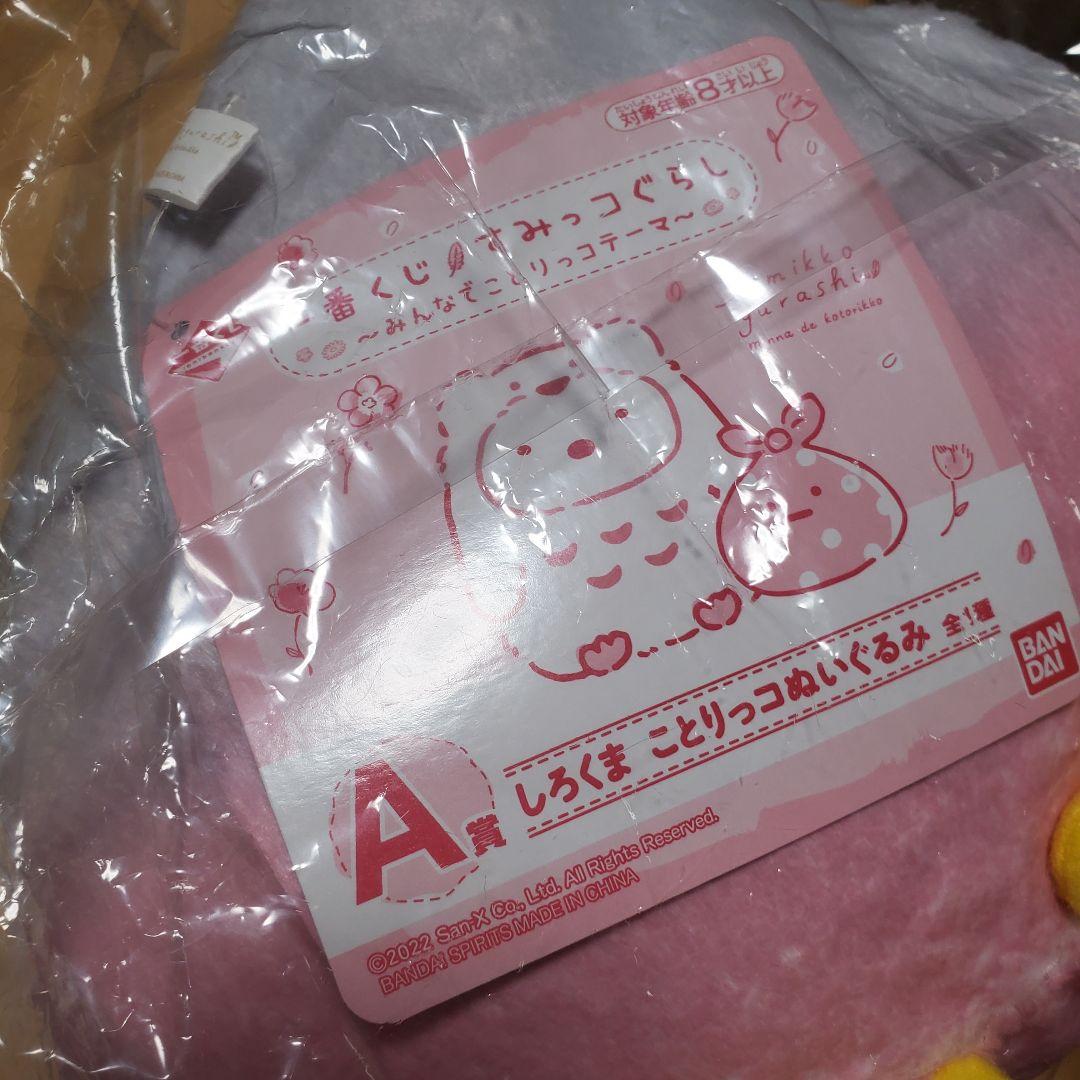 たいしょうねんれい さい いじょう
対象年齢8才以上
一番くじ すみっコぐらし
～みんなでことりっコテーマ～
gurashi
minna de kotorikko
BAN
DAI
しろくま ことりっコぬいぐるみ 全1種
A賞
©2022 San-X Co., Ltd. All Rights Reserved.
BANDAI SPIRITS MADE IN CHINA